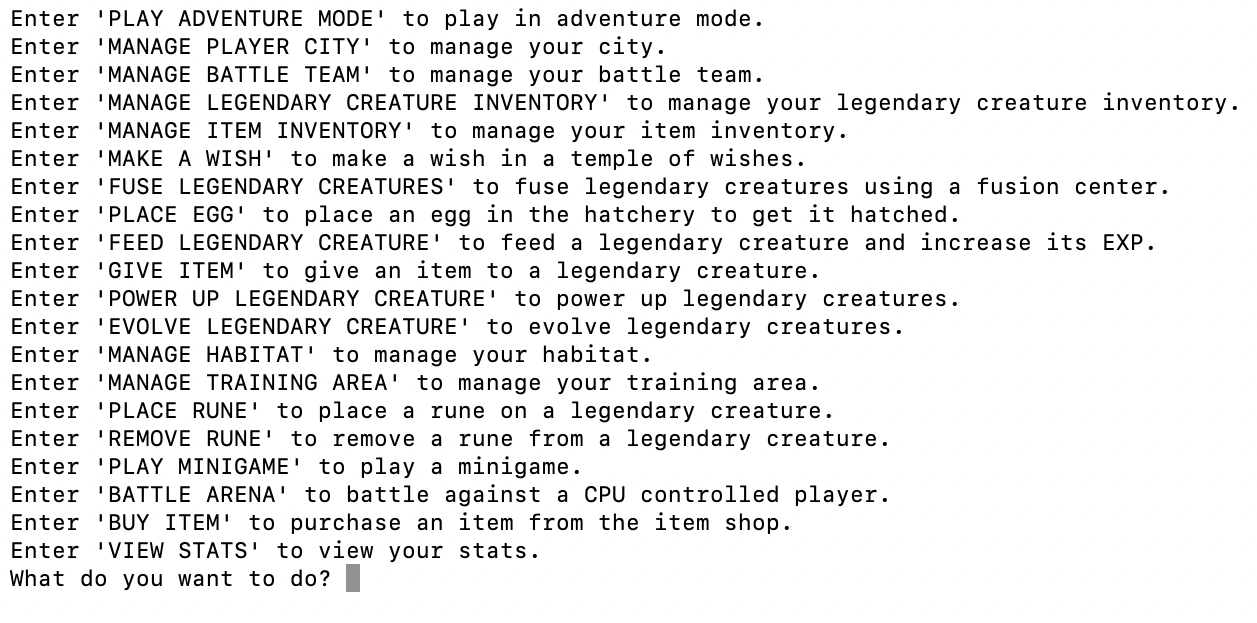 Enter 'PLAY ADVENTURE MODE' to play in adventure mode.
Enter 'MANAGE PLAYER CITY' to manage your city.
Enter 'MANAGE BATTLE TEAM' to manage your battle team.
Enter 'MANAGE LEGENDARY CREATURE INVENTORY' to manage your legendary creature inventory.
Enter 'MANAGE ITEM INVENTORY' to manage your item inventory.
Enter 'MAKE A WISH' to make a wish in a temple of wishes.
Enter 'FUSE LEGENDARY CREATURES' to fuse legendary creatures using a fusion center.
Enter 'PLACE EGG' to place an egg in the hatchery to get it hatched.
Enter 'FEED LEGENDARY CREATURE' to feed a legendary creature and increase its EXP.
Enter 'GIVE ITEM' to give an item to a legendary creature.
Enter 'POWER UP LEGENDARY CREATURE' to power up legendary creatures.
Enter 'EVOLVE LEGENDARY CREATURE' to evolve legendary creatures.
Enter 'MANAGE HABITAT' to manage your habitat.
Enter 'MANAGE TRAINING AREA' to manage your training area.
Enter 'PLACE RUNE' to place a rune on a legendary creature.
Enter 'REMOVE RUNE' to remove a rune from a legendary creature.
Enter 'PLAY MINIGAME' to play a minigame.
Enter 'BATTLE ARENA' to battle against a CPU controlled player.
Enter 'BUY ITEM' to purchase an item from the item shop.
Enter 'VIEW STATS' to view your stats.
What do you want to do?